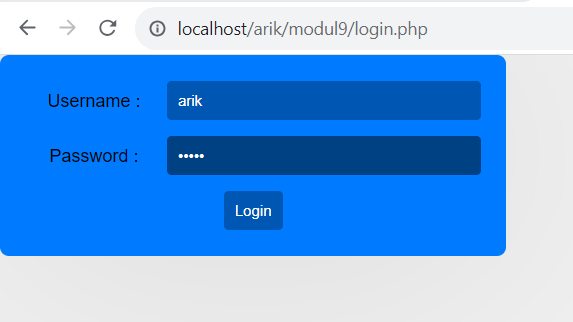 localhost/arik/modul9/login.php
Username : arik
Password : •••••
Login